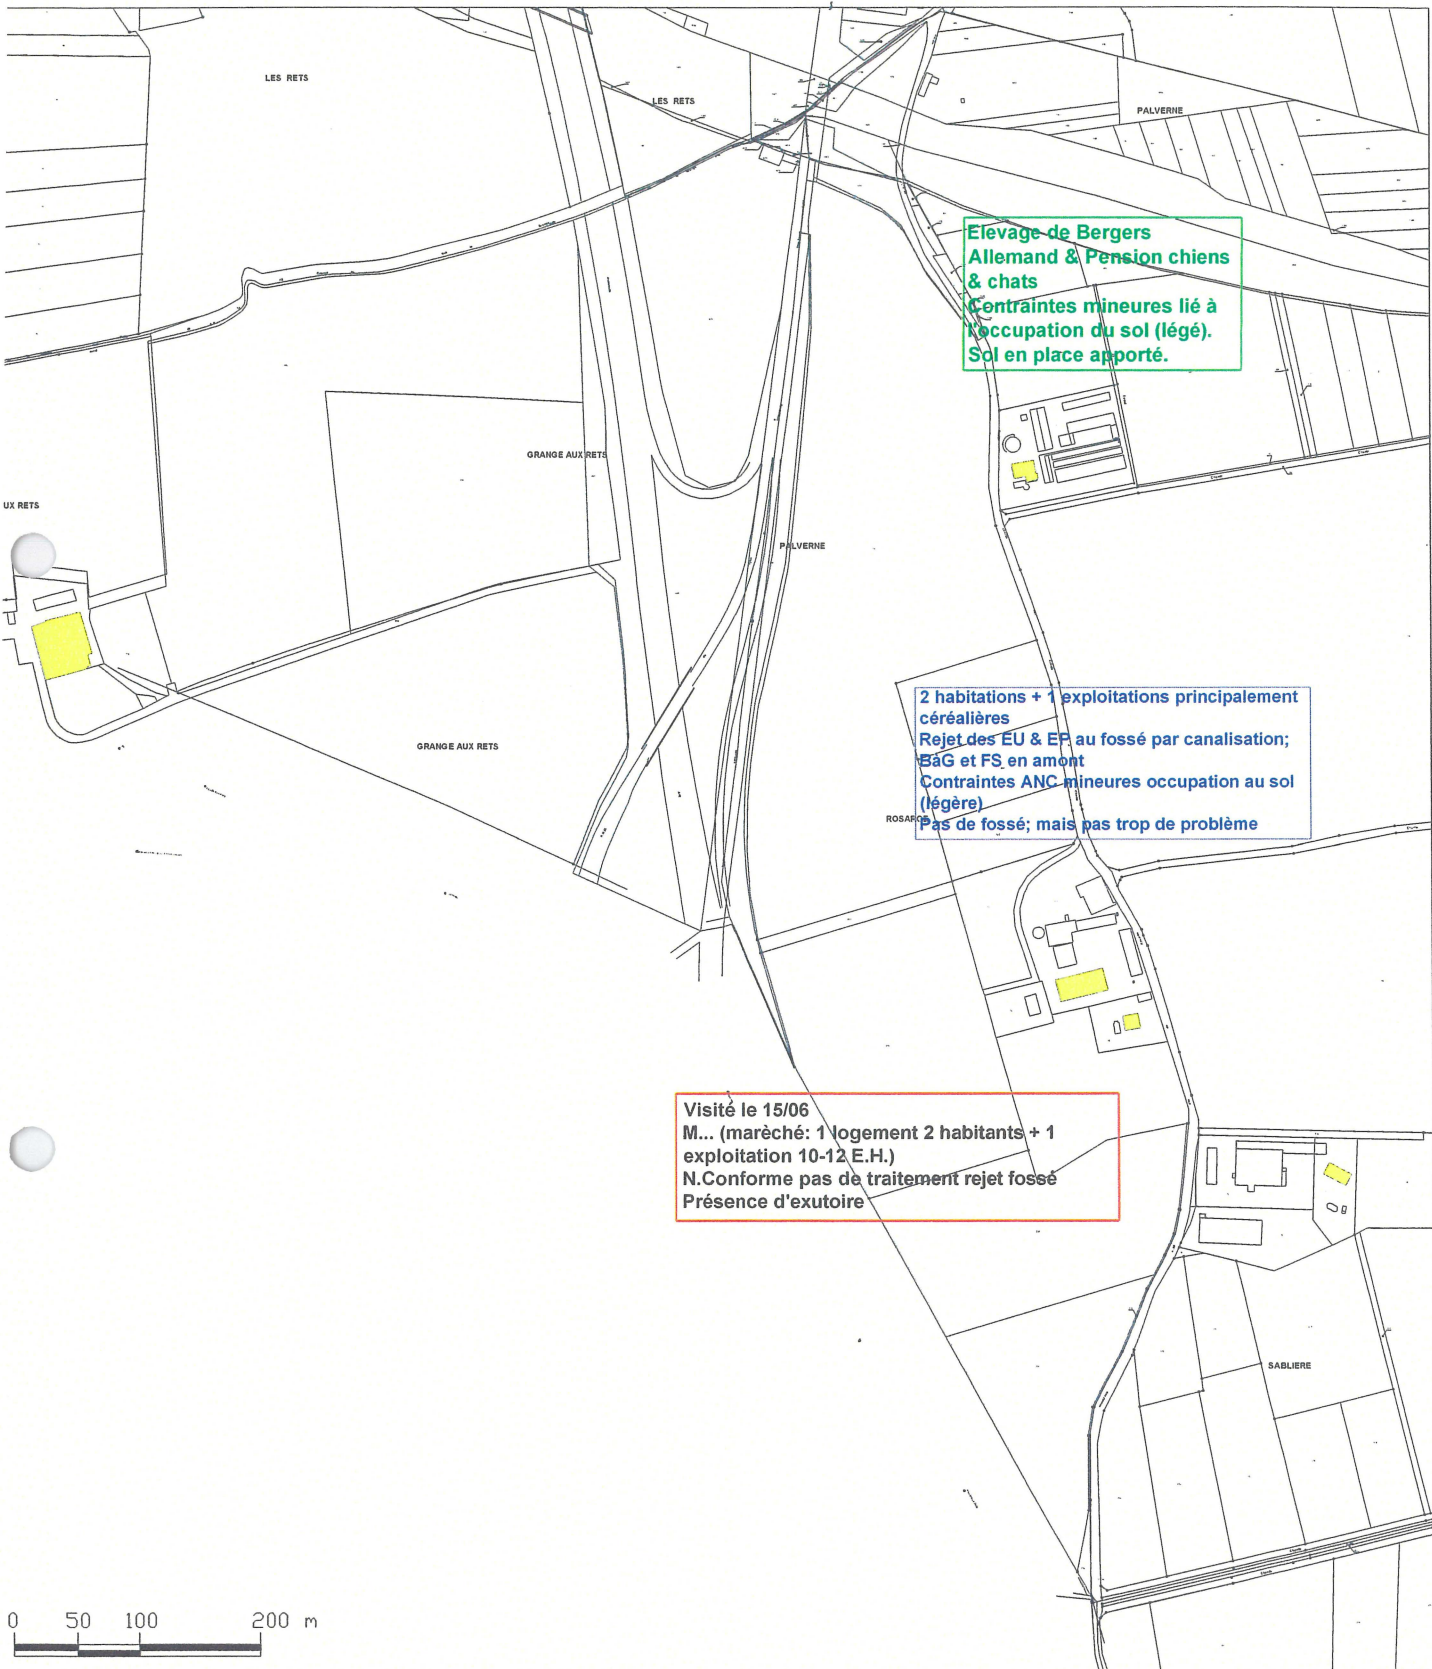 LES RETS
LES RETS
PALVERNE
Elevage de Bergers
Allemand & Pension chiens
& chats
Contraintes mineures lié à
l'occupation du sol (légé).
Sol en place apporté.
GRANGE AUX RETS
UX RETS
PALVERNE
2 habitations + 1 exploitations principalement
céréalières
Rejet des EU & EP au fossé par canalisation;
BàG et FS en amont
Contraintes ANC mineures occupation au sol
(légère)
Pas de fossé; mais pas trop de problème
GRANGE AUX RETS
Visité le 15/06
M... (marèché: 1 logement 2 habitants + 1
exploitation 10-12 E.H.)
N.Conforme pas de traitement rejet fossé
Présence d'exutoire
SABLIERE
0 50 100 200 m